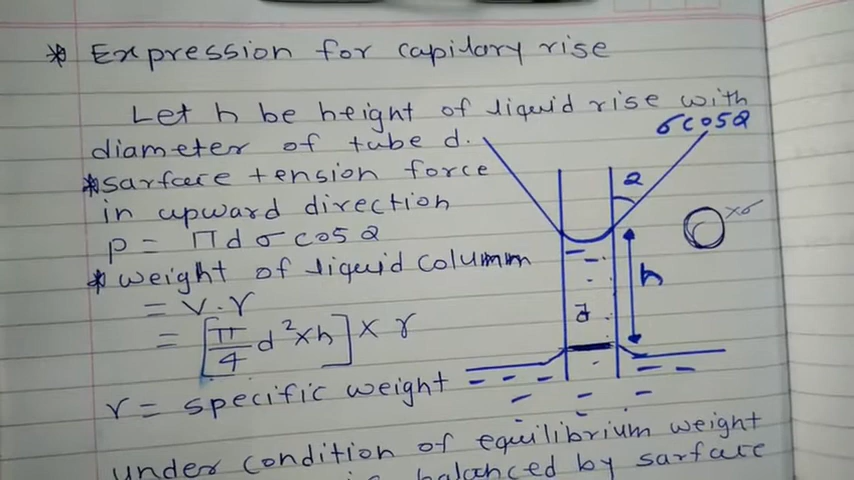 * Expression for capilary rise
Let h be height of liquid rise with
diameter of tube d.
σcosα
*sarface tension force
in upward direction
p = πdσcosα
α
xσ
* weight of liquid column
= V.γ
h
d
= [π/4 d²xh] x γ
γ = specific weight
under condition of equilibrium weight
balanced by sarface